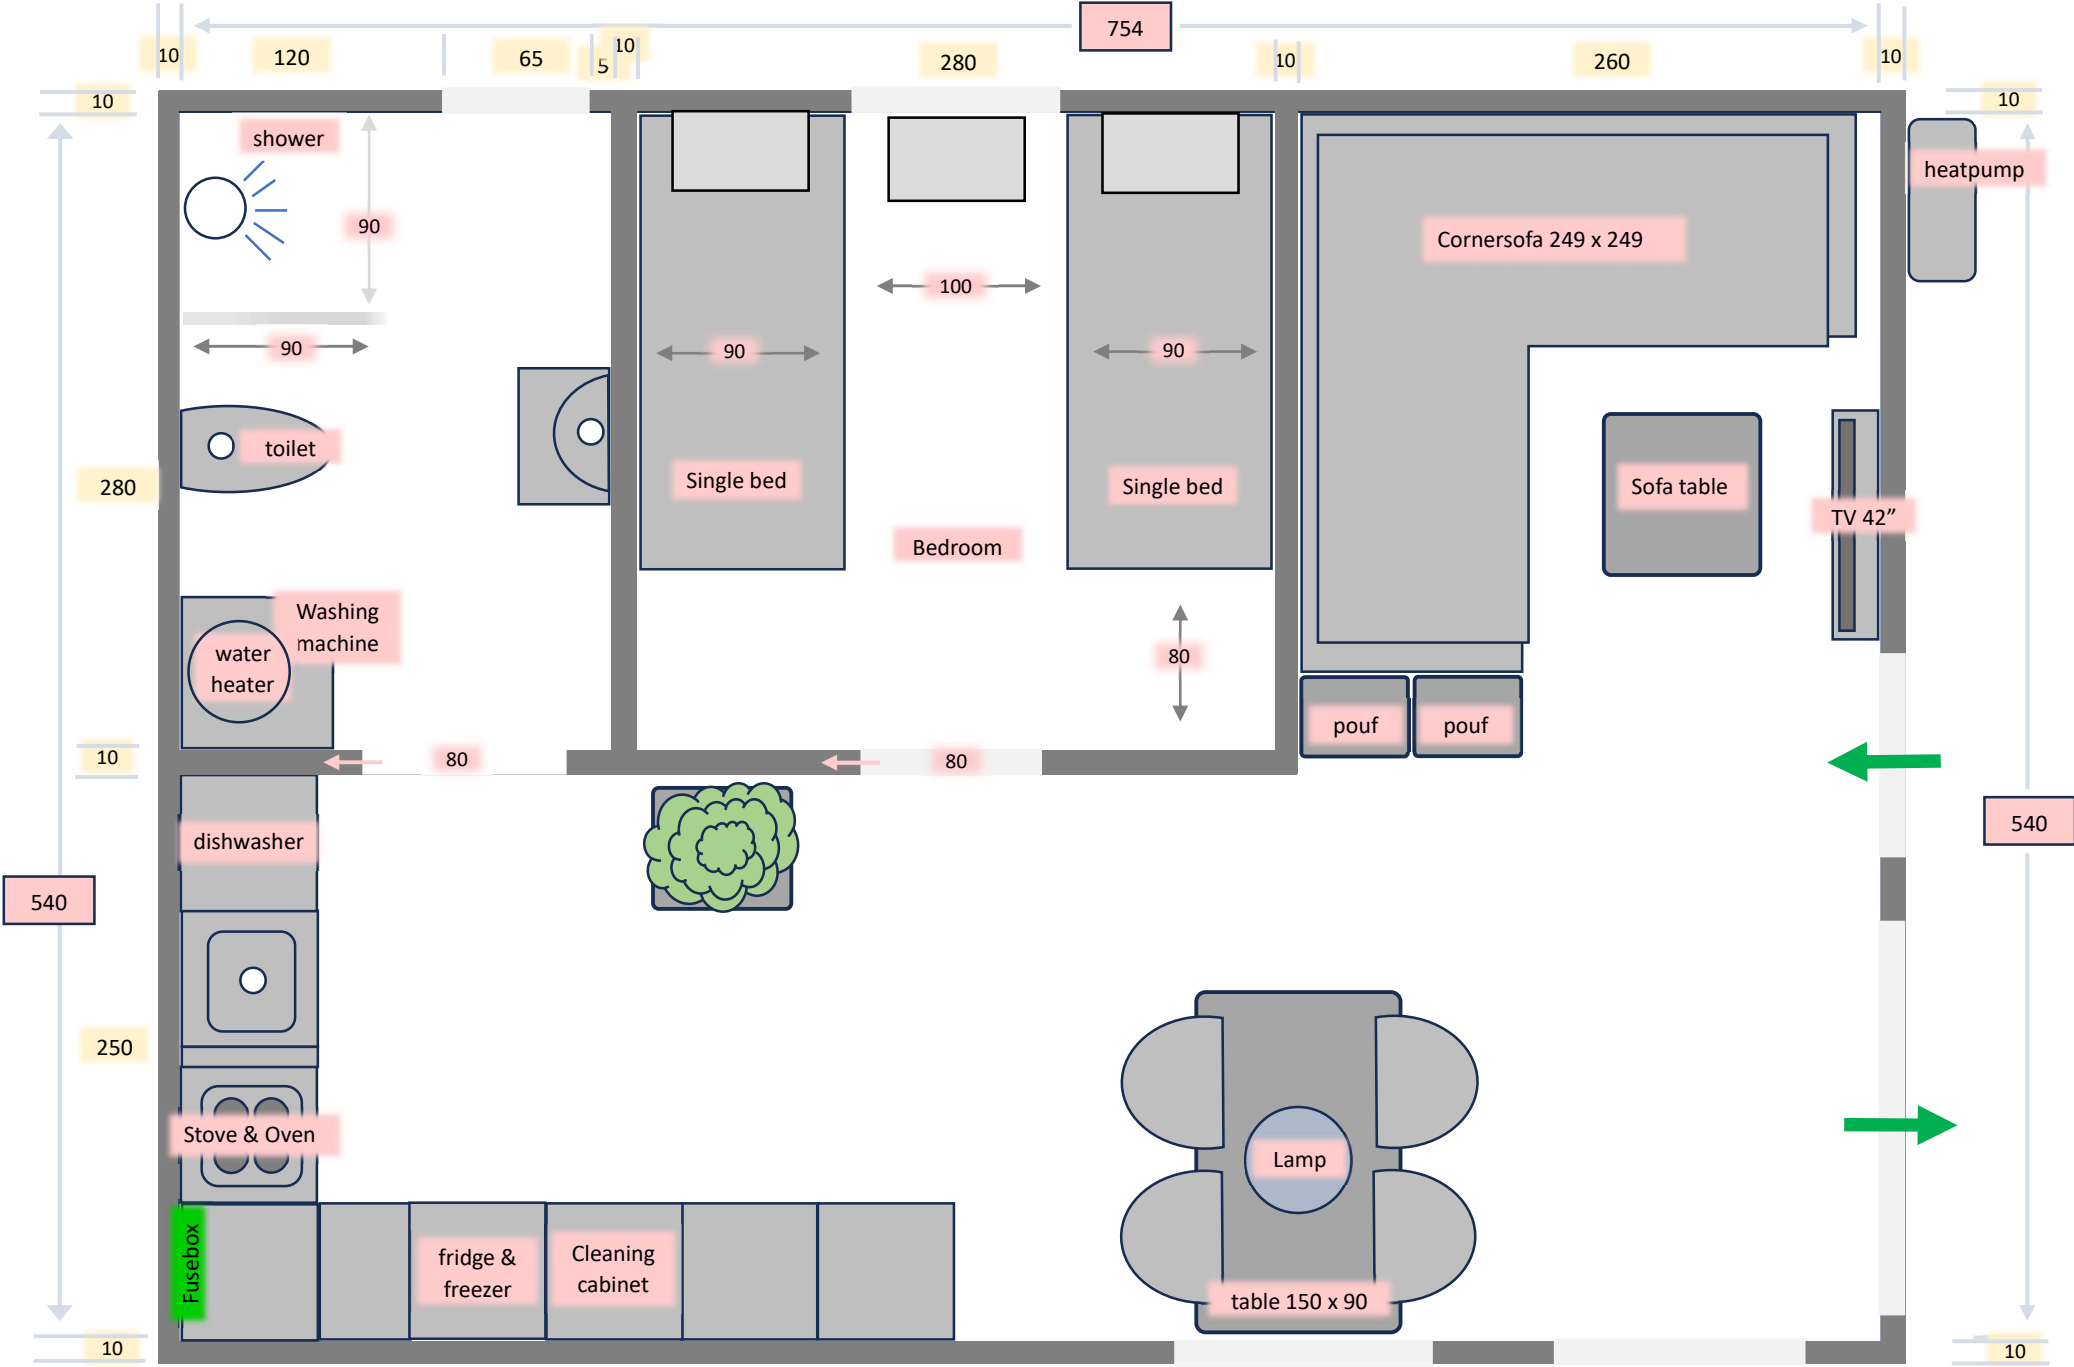 754
10
120
65
5
10
280
10
260
10
10
10
shower
heatpump
90
Cornersofa 249 x 249
100
90
90
90
toilet
280
Single bed
Single bed
Sofa table
TV 42”
Bedroom
Washing
machine
water
heater
80
pouf
pouf
10
80
80
540
dishwasher
540
250
Stove & Oven
Lamp
Fusebox
fridge &
freezer
Cleaning
cabinet
table 150 x 90
10
10